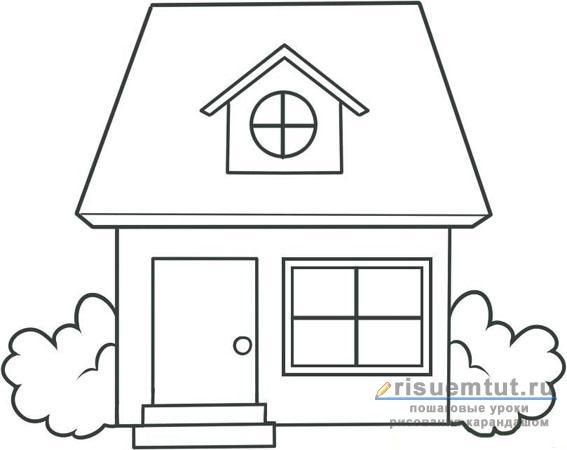 risuemtut.ru
пошаговые уроки
рисования карандашом